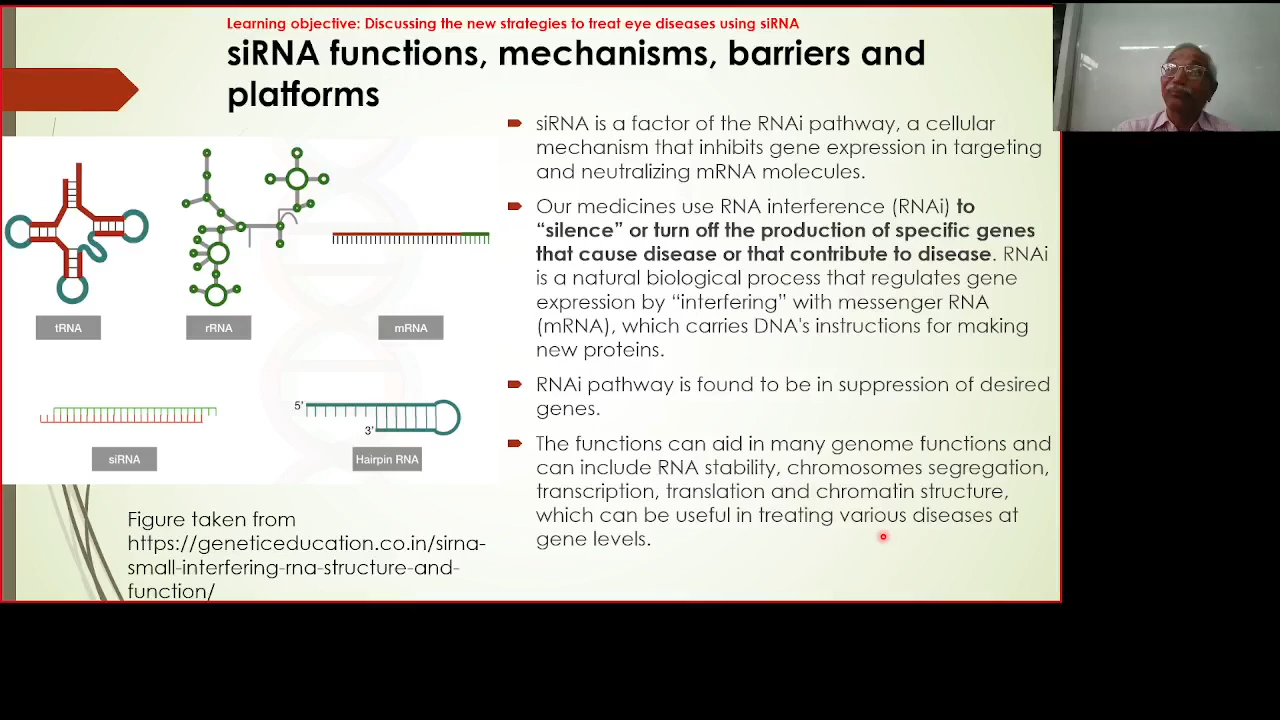 Learning objective: Discussing the new strategies to treat eye diseases using siRNA
siRNA functions, mechanisms, barriers and
platforms
siRNA is a factor of the RNAi pathway, a cellular
mechanism that inhibits gene expression in targeting
and neutralizing mRNA molecules.
Our medicines use RNA interference (RNAi) to
“silence” or turn off the production of specific genes
that cause disease or that contribute to disease. RNAi
is a natural biological process that regulates gene
expression by “interfering” with messenger RNA
(mRNA), which carries DNA's instructions for making
new proteins.
RNAi pathway is found to be in suppression of desired
genes.
The functions can aid in many genome functions and
can include RNA stability, chromosomes segregation,
transcription, translation and chromatin structure,
which can be useful in treating various diseases at
gene levels.
tRNA
rRNA
mRNA
5'
3'
siRNA
Hairpin RNA
Figure taken from
https://geneticeducation.co.in/sirna-
small-interfering-rna-structure-and-
function/